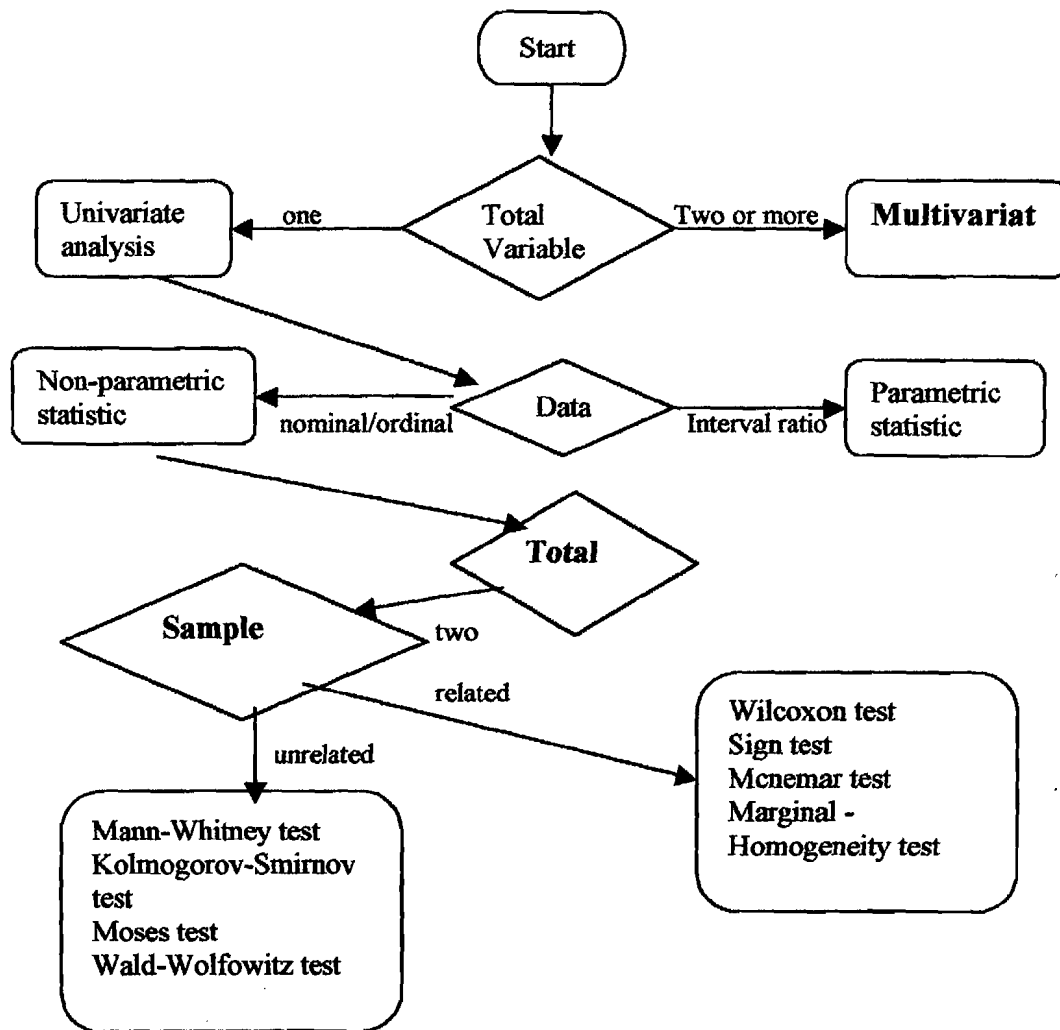 Start
Univariate
analysis
one
Total
Variable
Two or more
Multivariat
Non-parametric
statistic
nominal/ordinal
Data
Interval ratio
Parametric
statistic
Total
Sample
two
related
unrelated
Wilcoxon test
Sign test
Mcnemar test
Marginal -
Homogeneity test
Mann-Whitney test
Kolmogorov-Smirnov
test
Moses test
Wald-Wolfowitz test